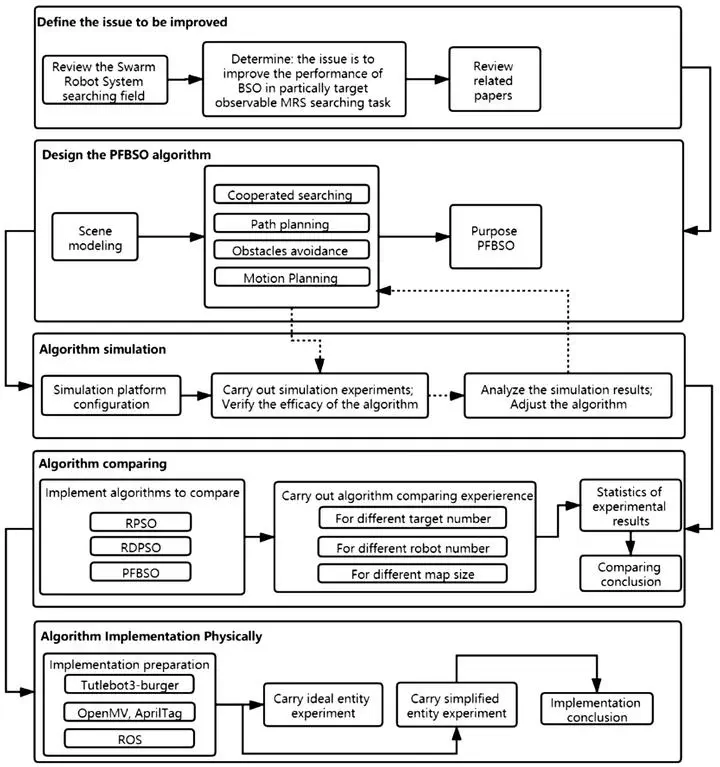 Define the issue to be improved
Review the Swarm
Robot System
searching field
Determine: the issue is to
improve the performance of
BSO in partically target
observable MRS searching task
Review
related
papers
Design the PFBSO algorithm
Scene
modeling
Cooperated searching
Path planning
Obstacles avoidance
Motion Planning
Purpose
PFBSO
Algorithm simulation
Simulation platform
configuration
Carry out simulation experiments;
Verify the efficacy of the algorithm
Analyze the simulation results;
Adjust the algorithm
Algorithm comparing
Implement algorithms to compare
RPSO
RDPSO
PFBSO
Carry out algorithm comparing experierence
For different target number
For different robot number
For different map size
Statistics of
experimental
results
Comparing
conclusion
Algorithm Implementation Physically
Implementation preparation
Tutlebot3-burger
OpenMV, AprilTag
ROS
Carry ideal entity
experiment
Carry simplified
entity experiment
Implementation
conclusion